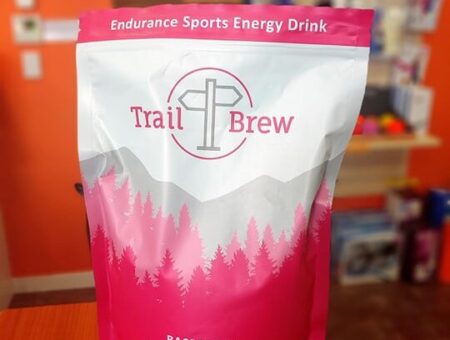 Endurance Sports Energy Drink
Trail Brew